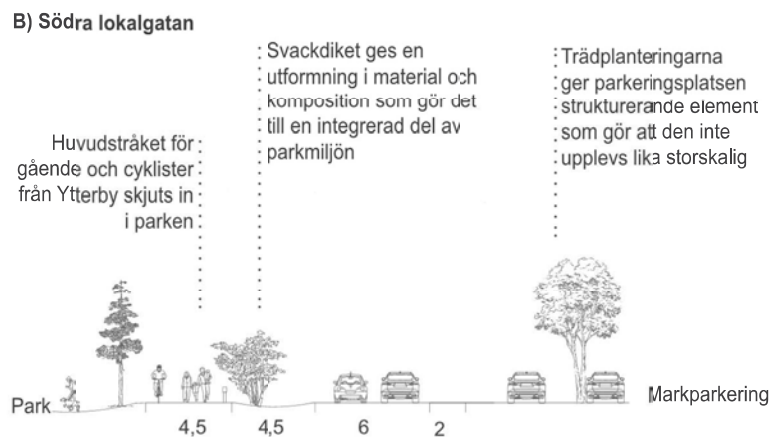 B) Södra lokalgatan
Svackdiket ges en
utformning i material och
komposition som gör det
till en integrerad del av
parkmiljön
Trädplanteringarna
ger parkeringsplatsen
strukturerande element
som gör att den inte
upplevs lika storskalig
Huvudstråket för
gående och cyklister
från Ytterby skjuts in
i parken
Park
Markparkering
4,5 4,5 6 2